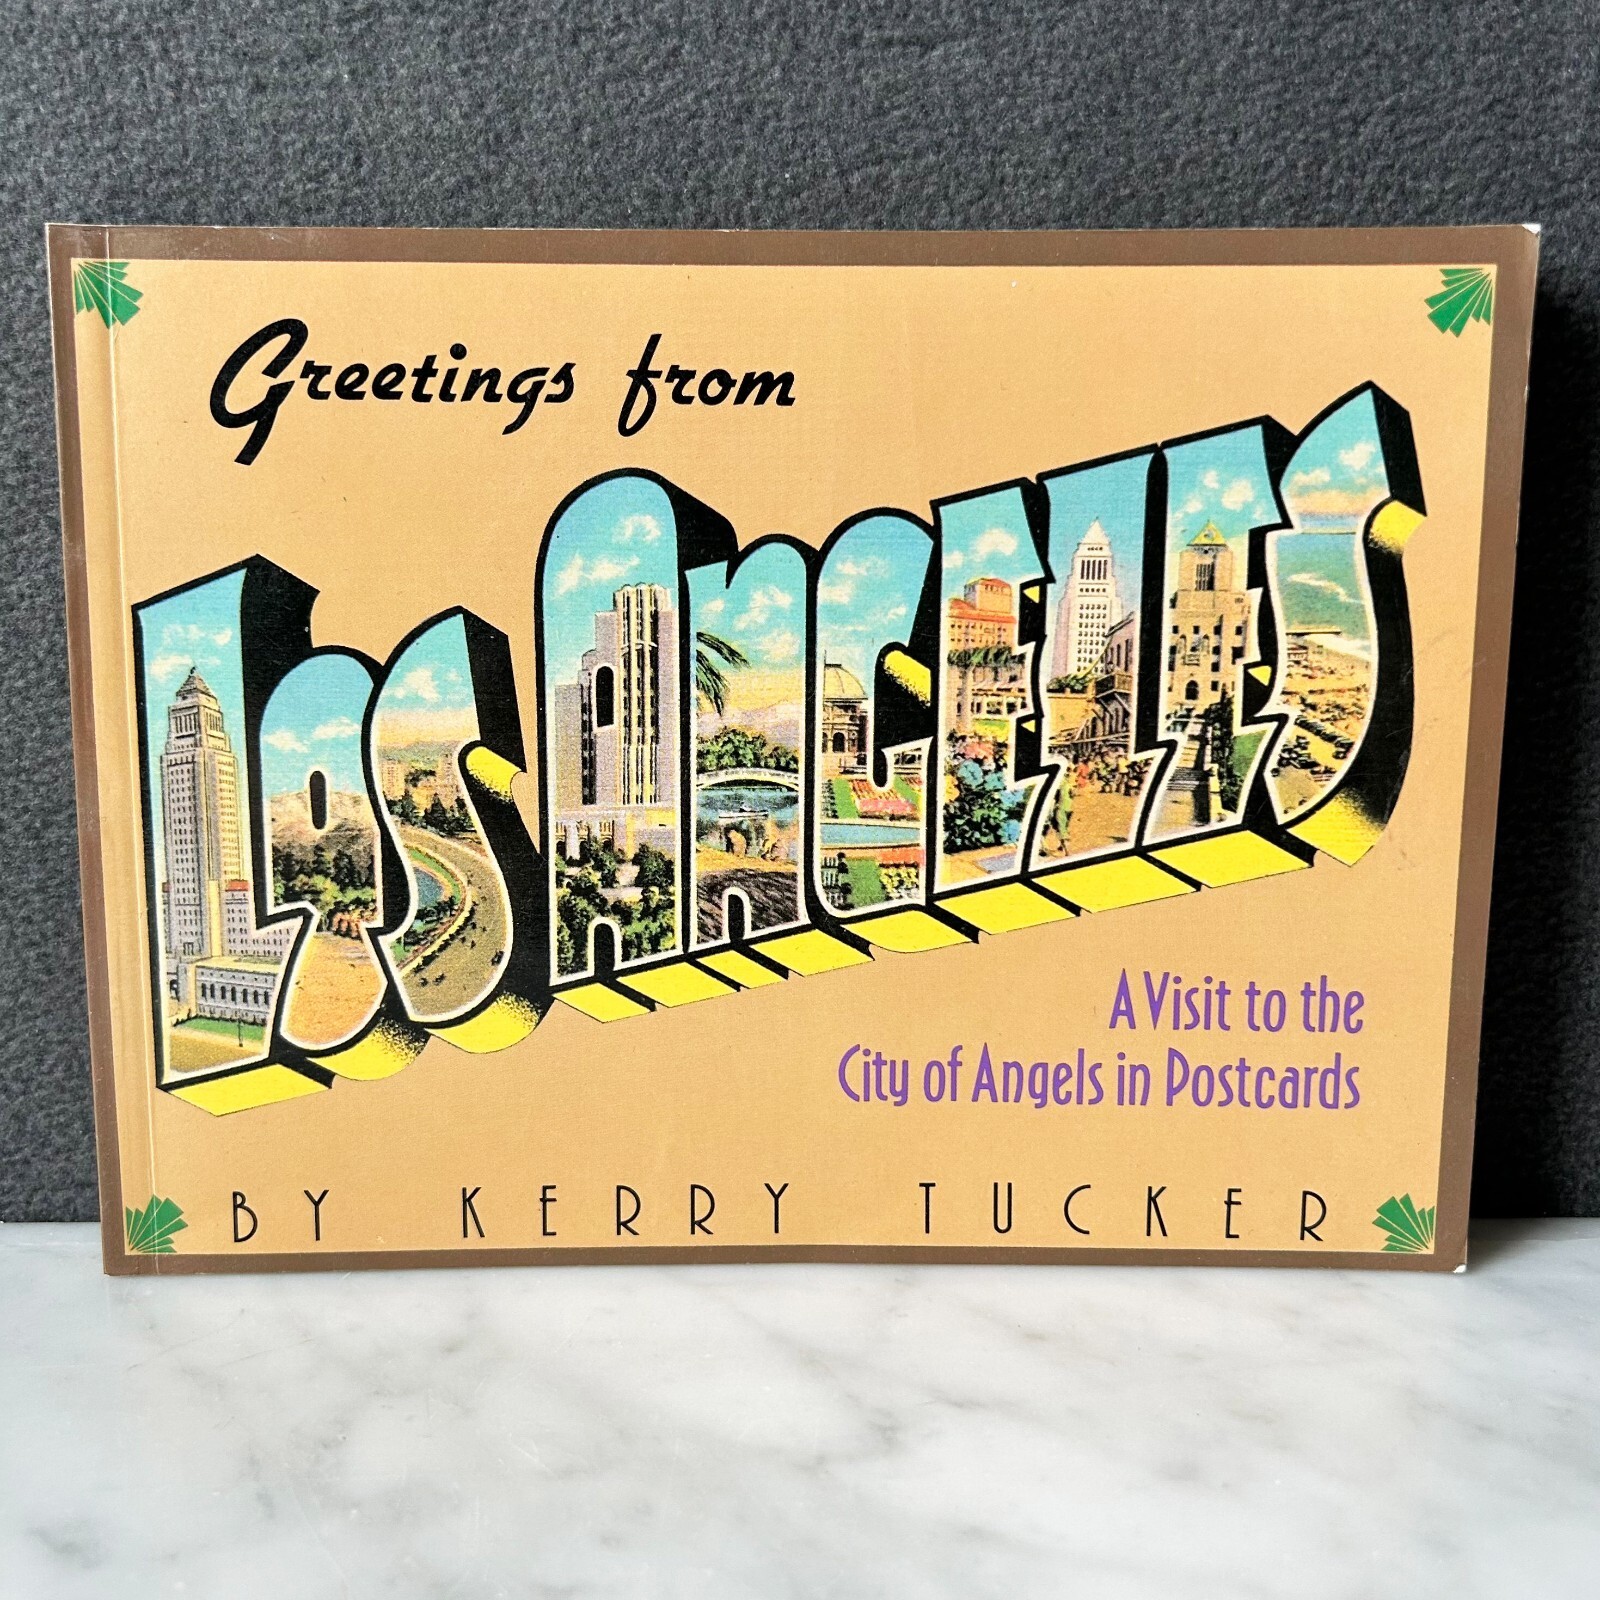 Greetings from
Los Angeles
A Visit to the
City of Angels in Postcards
BY KERRY TUCKER